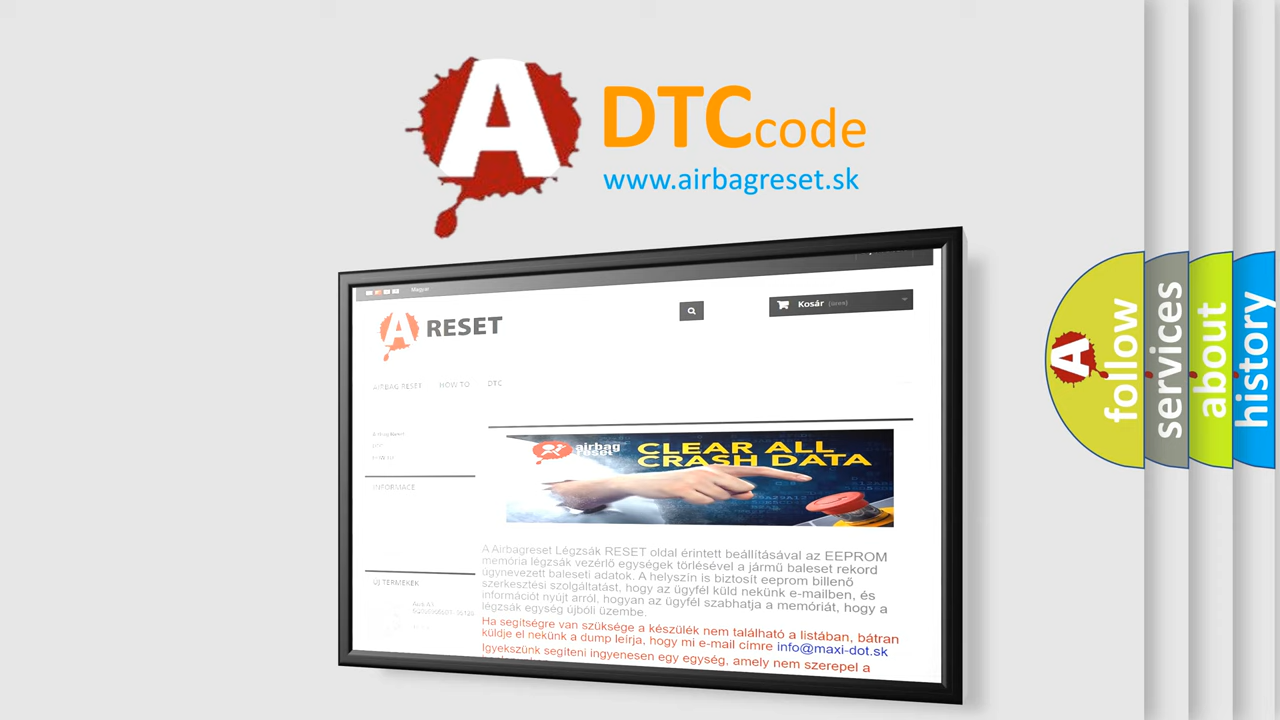 A DTC code
www.airbagreset.sk
Magyar
A RESET
Kosár
AIRBAG RESET HOW TO DTC
INFORMACE
airbag reset
CLEAR ALL
CRASH DATA
A Airbagreset Légzsák RESET oldal érintett beállításával az EEPROM
memória légzsák vezérlő egységek törlésével a jármű baleset rekord
úgynevezett baleseti adatok. A helyszín is biztosít eeprom billenő
szerkesztési szolgáltatást, hogy az ügyfél küld nekünk e-mailben, és
információt nyújt arról, hogyan az ügyfél szabhatja a memóriát, hogy a
légzsák egység újbóli üzembe.
Ha segítségre van szüksége a készülék nem található a listában, bátran
küldje el nekünk a dump leírja, hogy mi e-mail címre info@maxi-dot.sk
Igyekszünk segíteni ingyenesen egy egység, amely nem szerepel a
ÚJ TERMÉKEK
A follow
services
about
history